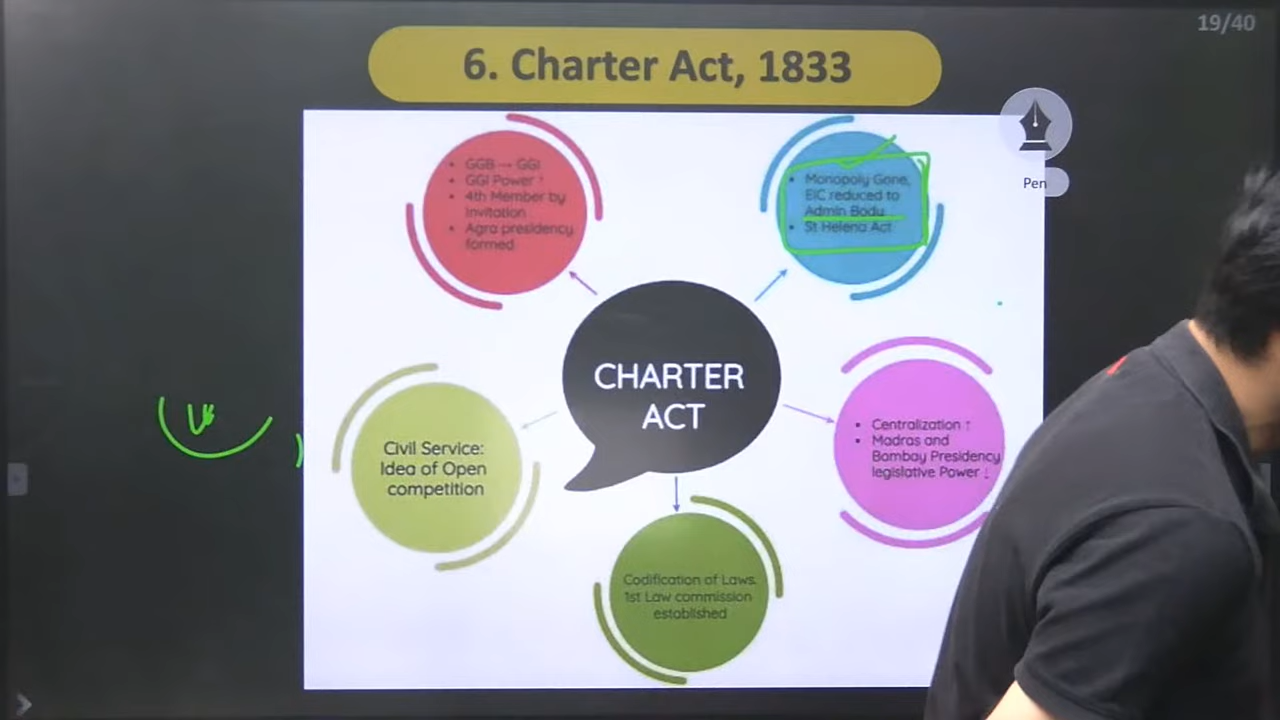 19/40
6. Charter Act, 1833
• GGB → GGI
• GGI Power ↑
• 4th Member by
Invitation
• Agra presidency
formed
• Monopoly Gone,
EIC reduced to
Admin Body
• St Helena Act
Pen
CHARTER
ACT
• Centralization ↑
• Madras and
Bombay Presidency
legislative Power ↓
Civil Service:
Idea of Open
competition
Codification of Laws.
1st Law commission
established